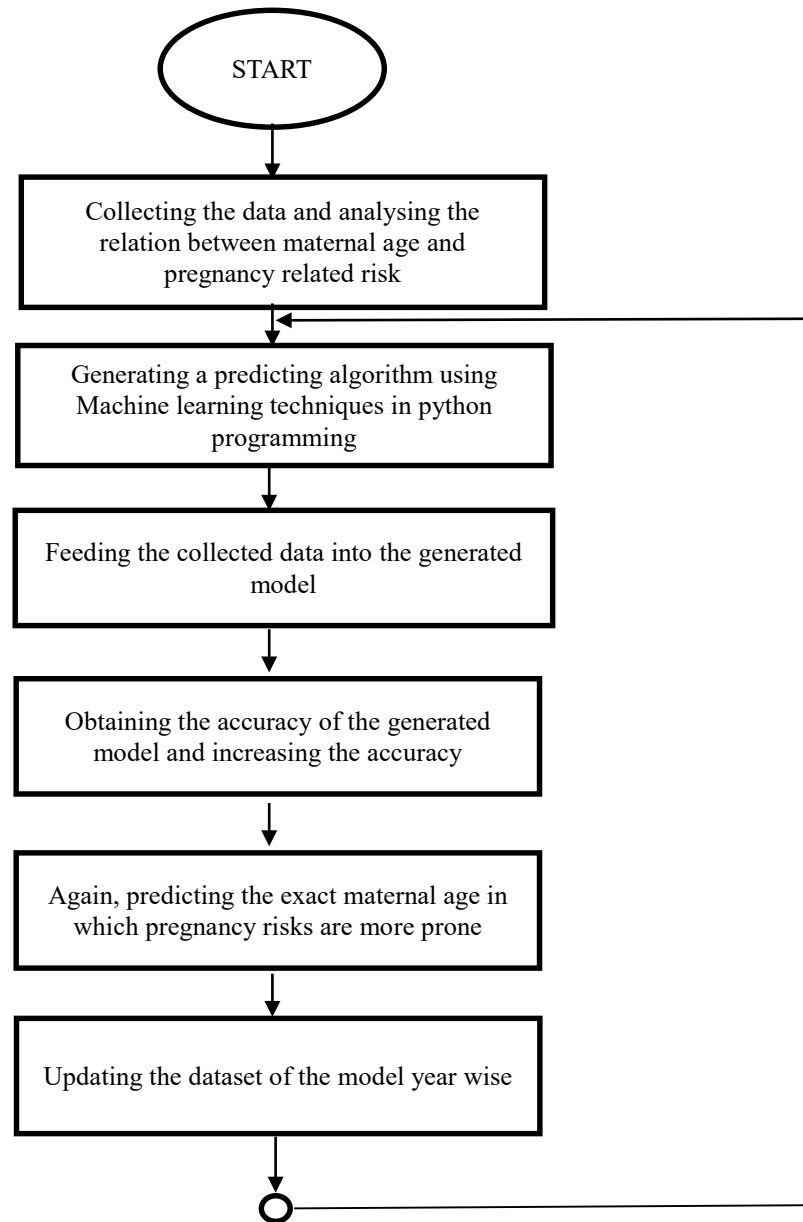 START
Collecting the data and analysing the
relation between maternal age and
pregnancy related risk
Generating a predicting algorithm using
Machine learning techniques in python
programming
Feeding the collected data into the generated
model
Obtaining the accuracy of the generated
model and increasing the accuracy
Again, predicting the exact maternal age in
which pregnancy risks are more prone
Updating the dataset of the model year wise